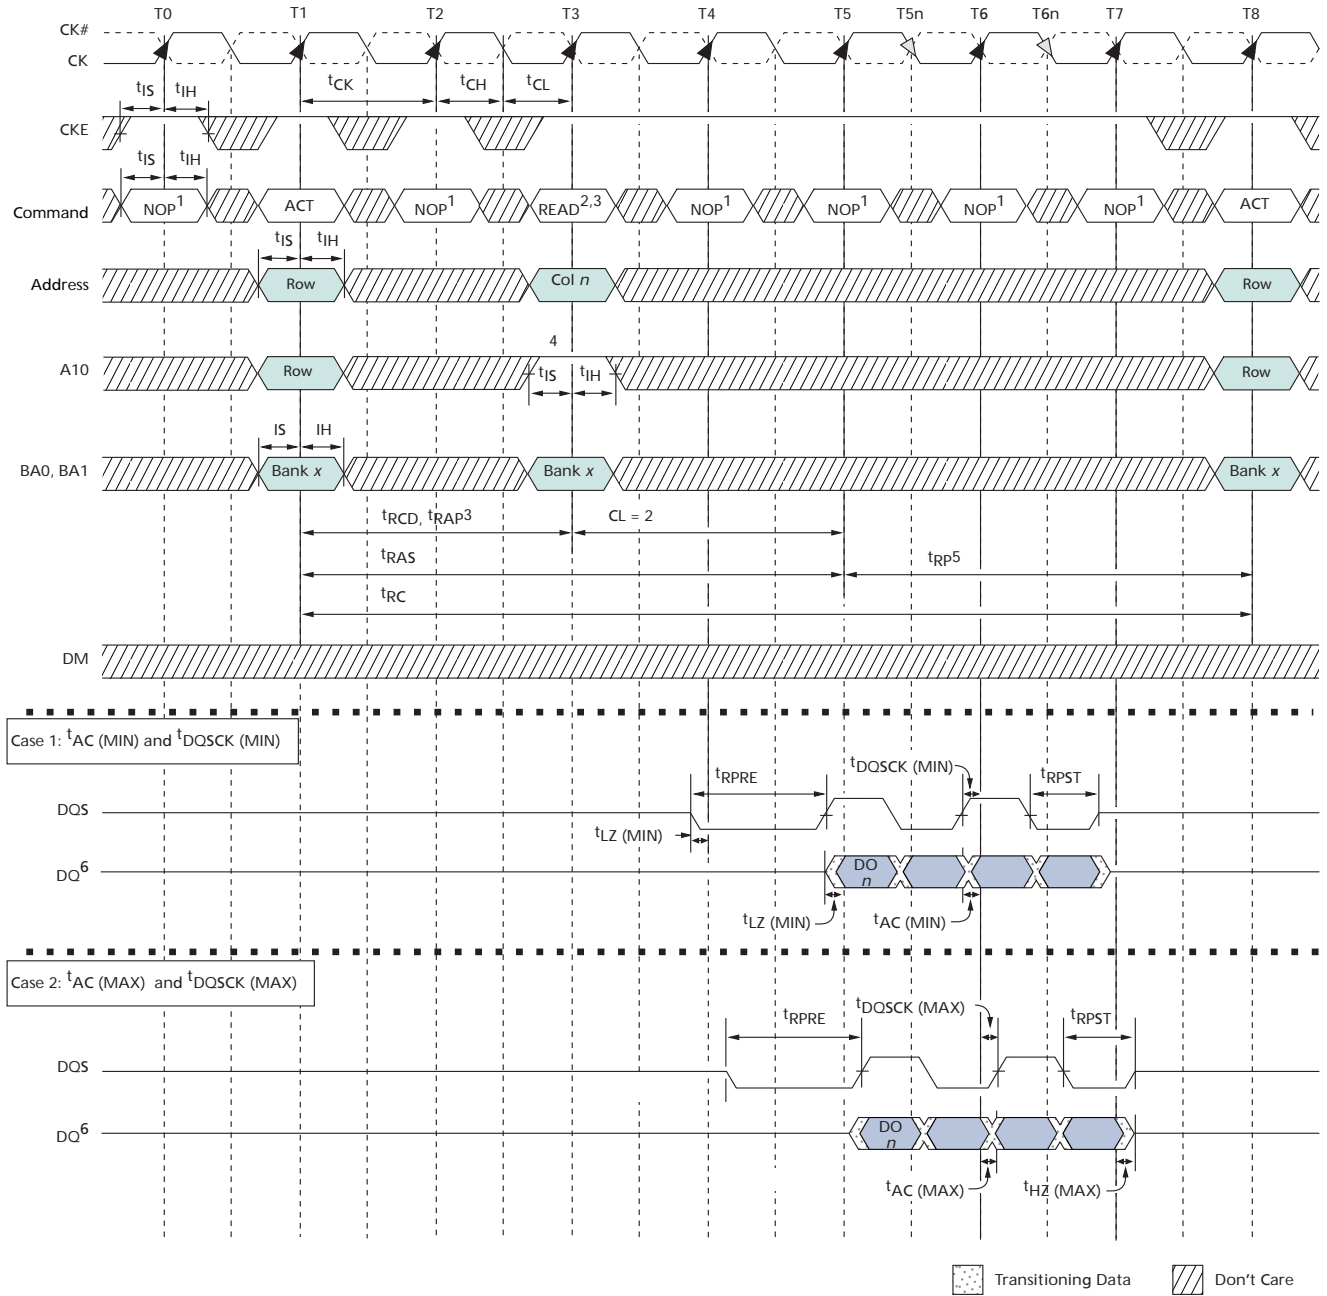 T0 T1 T2 T3 T4 T5 T5n T6 T6n T7 T8
CK#
CK
tCK tCH tCL
tIS tIH
CKE
tIS tIH
Command NOP1 ACT NOP1 READ2,3 NOP1 NOP1 NOP1 NOP1 ACT
tIS tIH
Address Row Col n Row
4
A10 Row tIS tIH Row
IS IH
BA0, BA1 Bank x Bank x Bank x
tRCD, tRAP3 CL = 2
tRAS tRP5
tRC
DM
Case 1: tAC (MIN) and tDQSCK (MIN)
tRPRE tDQSCK (MIN) tRPST
DQS
tLZ (MIN)
DQ6 DO n
tLZ (MIN) tAC (MIN)
Case 2: tAC (MAX) and tDQSCK (MAX)
tRPRE tDQSCK (MAX) tRPST
DQS
DQ6 DO n
tAC (MAX) tHZ (MAX)
Transitioning Data Don't Care